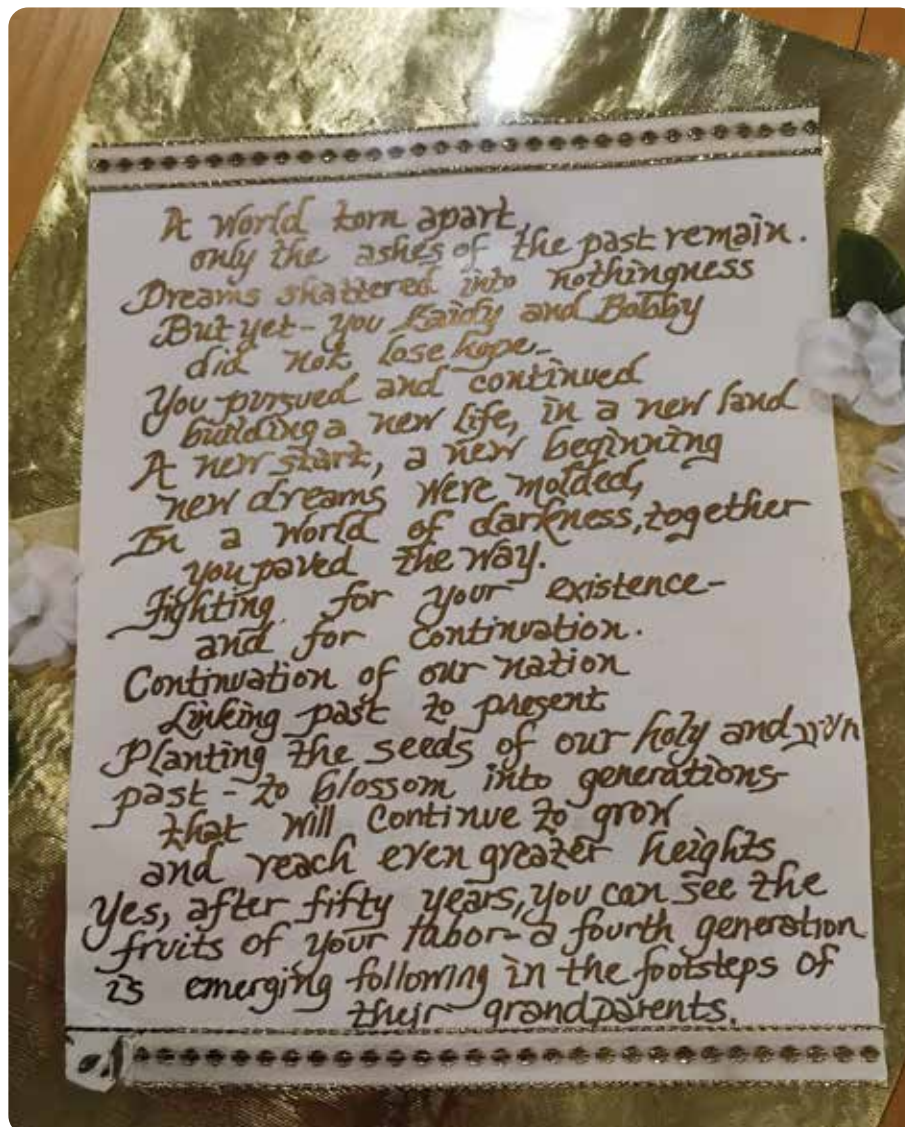 A World torn apart,
only the ashes of the past remain.
Dreams shattered into nothingness
But yet - you Zaidy and Bobby
did not lose hope -
You pursued and continued
building a new life, in a new land
A new start, a new beginning
new dreams were molded,
In a world of darkness, together
you paved the way.
Fighting for your existence -
and for continuation.
Continuation of our nation
Linking past to present
Planting the seeds of our holy and
past - to blossom into generations
that will continue to grow
and reach even greater heights
Yes, after fifty years, you can see the
fruits of your labor - a fourth generation
is emerging following in the footsteps of
their grandparents.